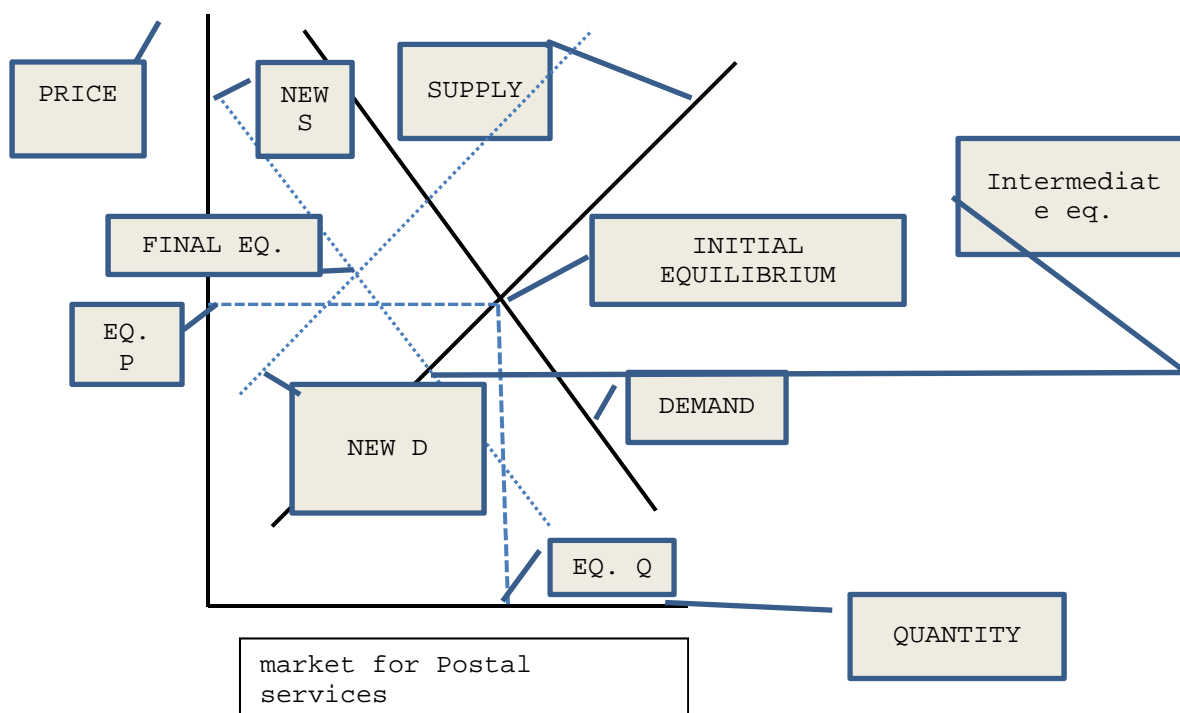 PRICE
NEW
S
SUPPLY
Intermediat
e eq.
FINAL EQ.
INITIAL
EQUILIBRIUM
EQ.
P
NEW D
DEMAND
EQ. Q
QUANTITY
market for Postal
services